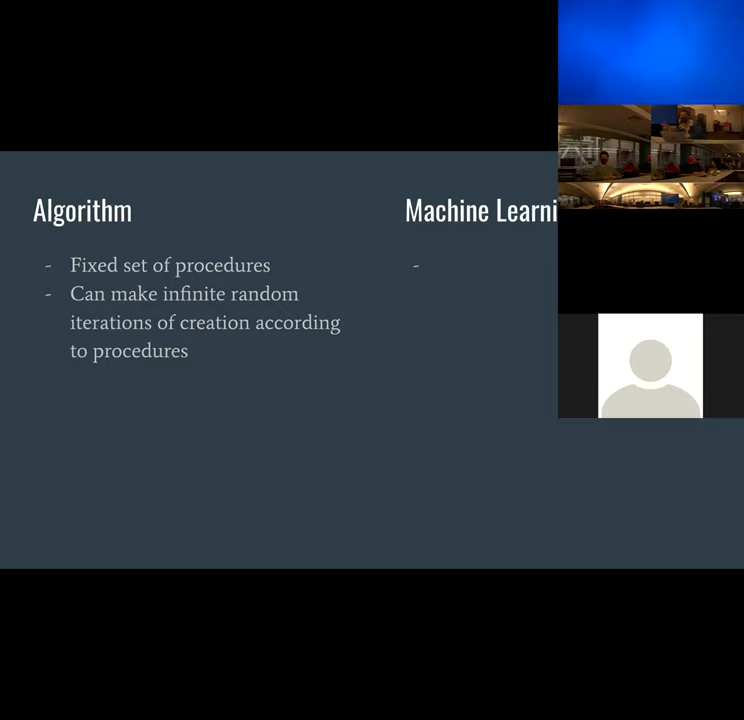 Algorithm
- Fixed set of procedures
- Can make infinite random
iterations of creation according
to procedures
Machine Learni
-